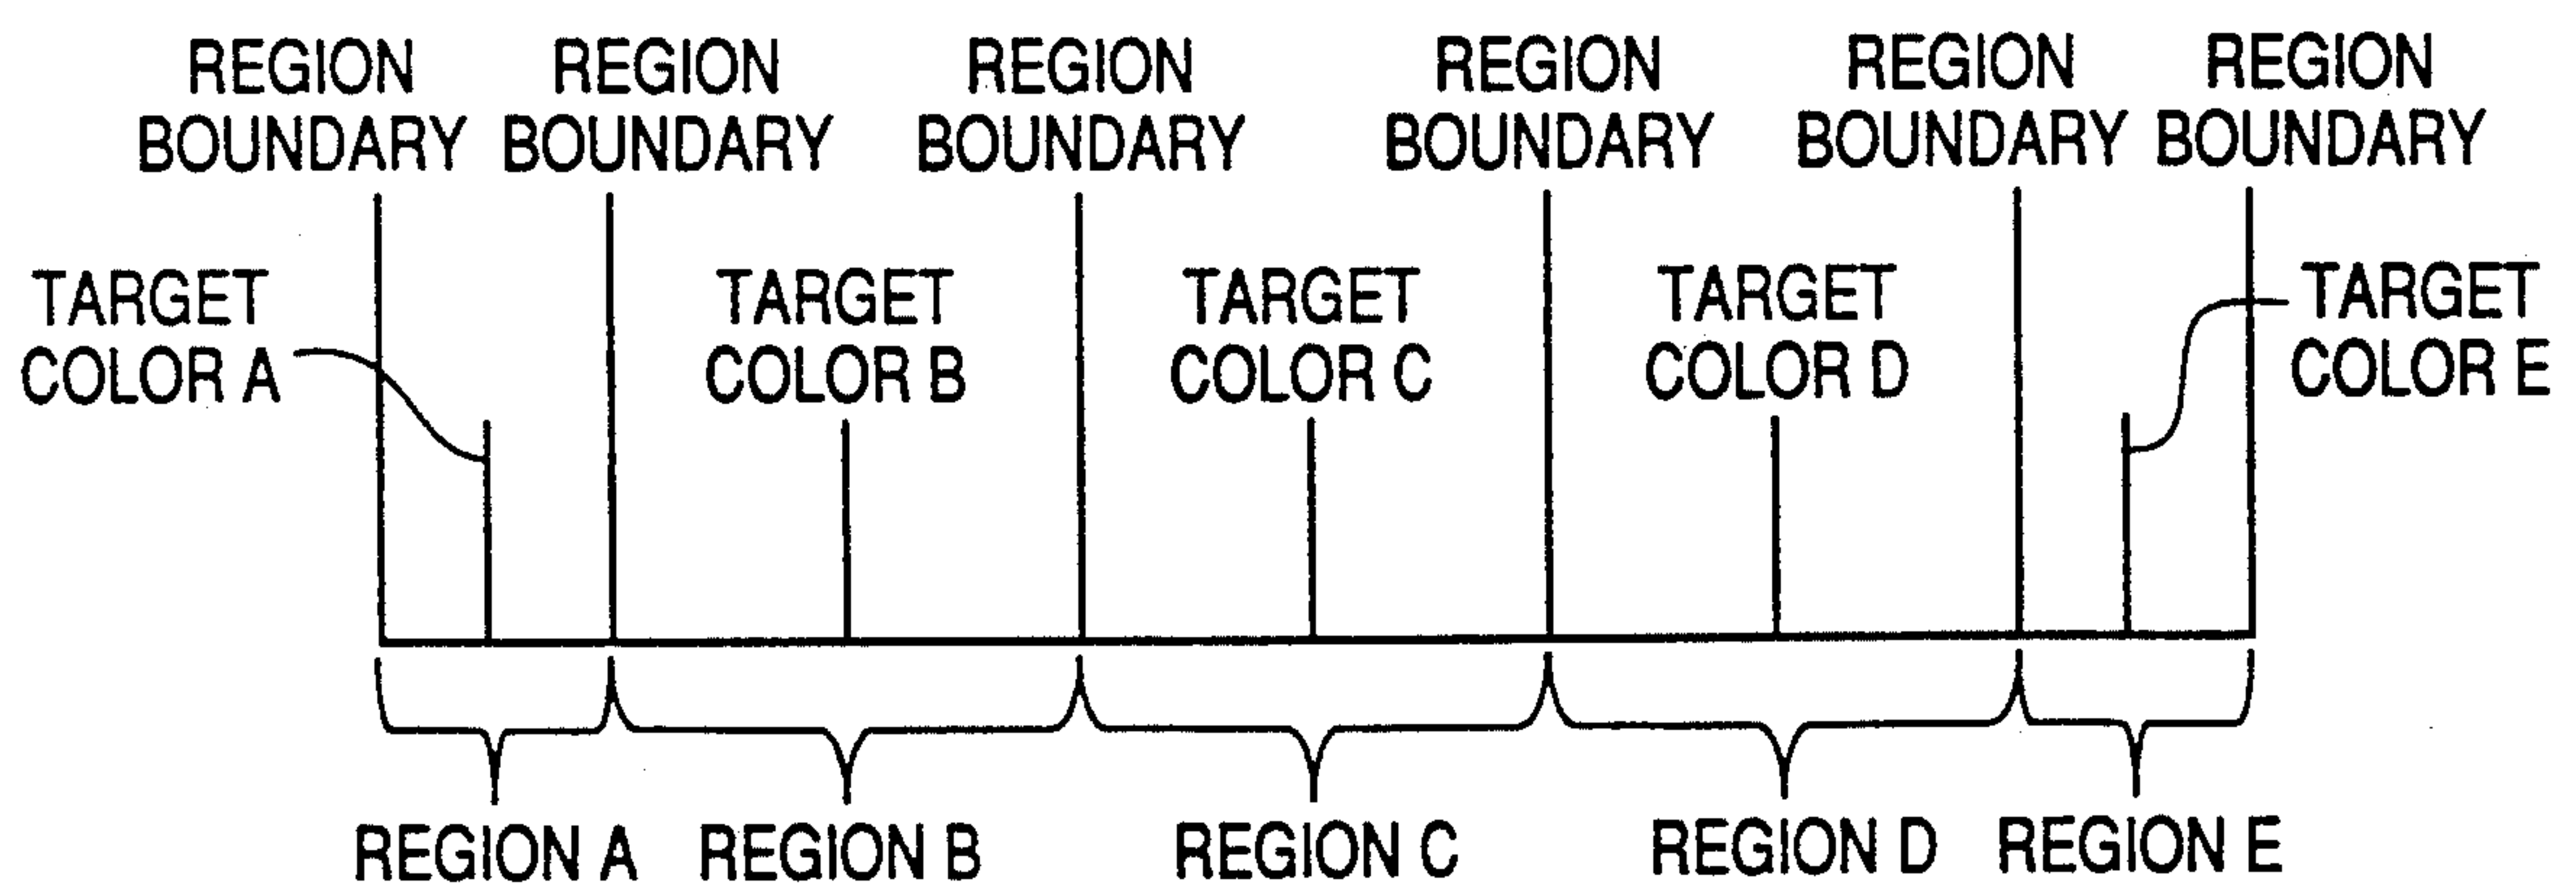 REGION
BOUNDARY
REGION
BOUNDARY
REGION
BOUNDARY
REGION
BOUNDARY
REGION
BOUNDARY
REGION
BOUNDARY
TARGET
COLOR A
TARGET
COLOR B
TARGET
COLOR C
TARGET
COLOR D
TARGET
COLOR E
REGION A
REGION B
REGION C
REGION D
REGION E